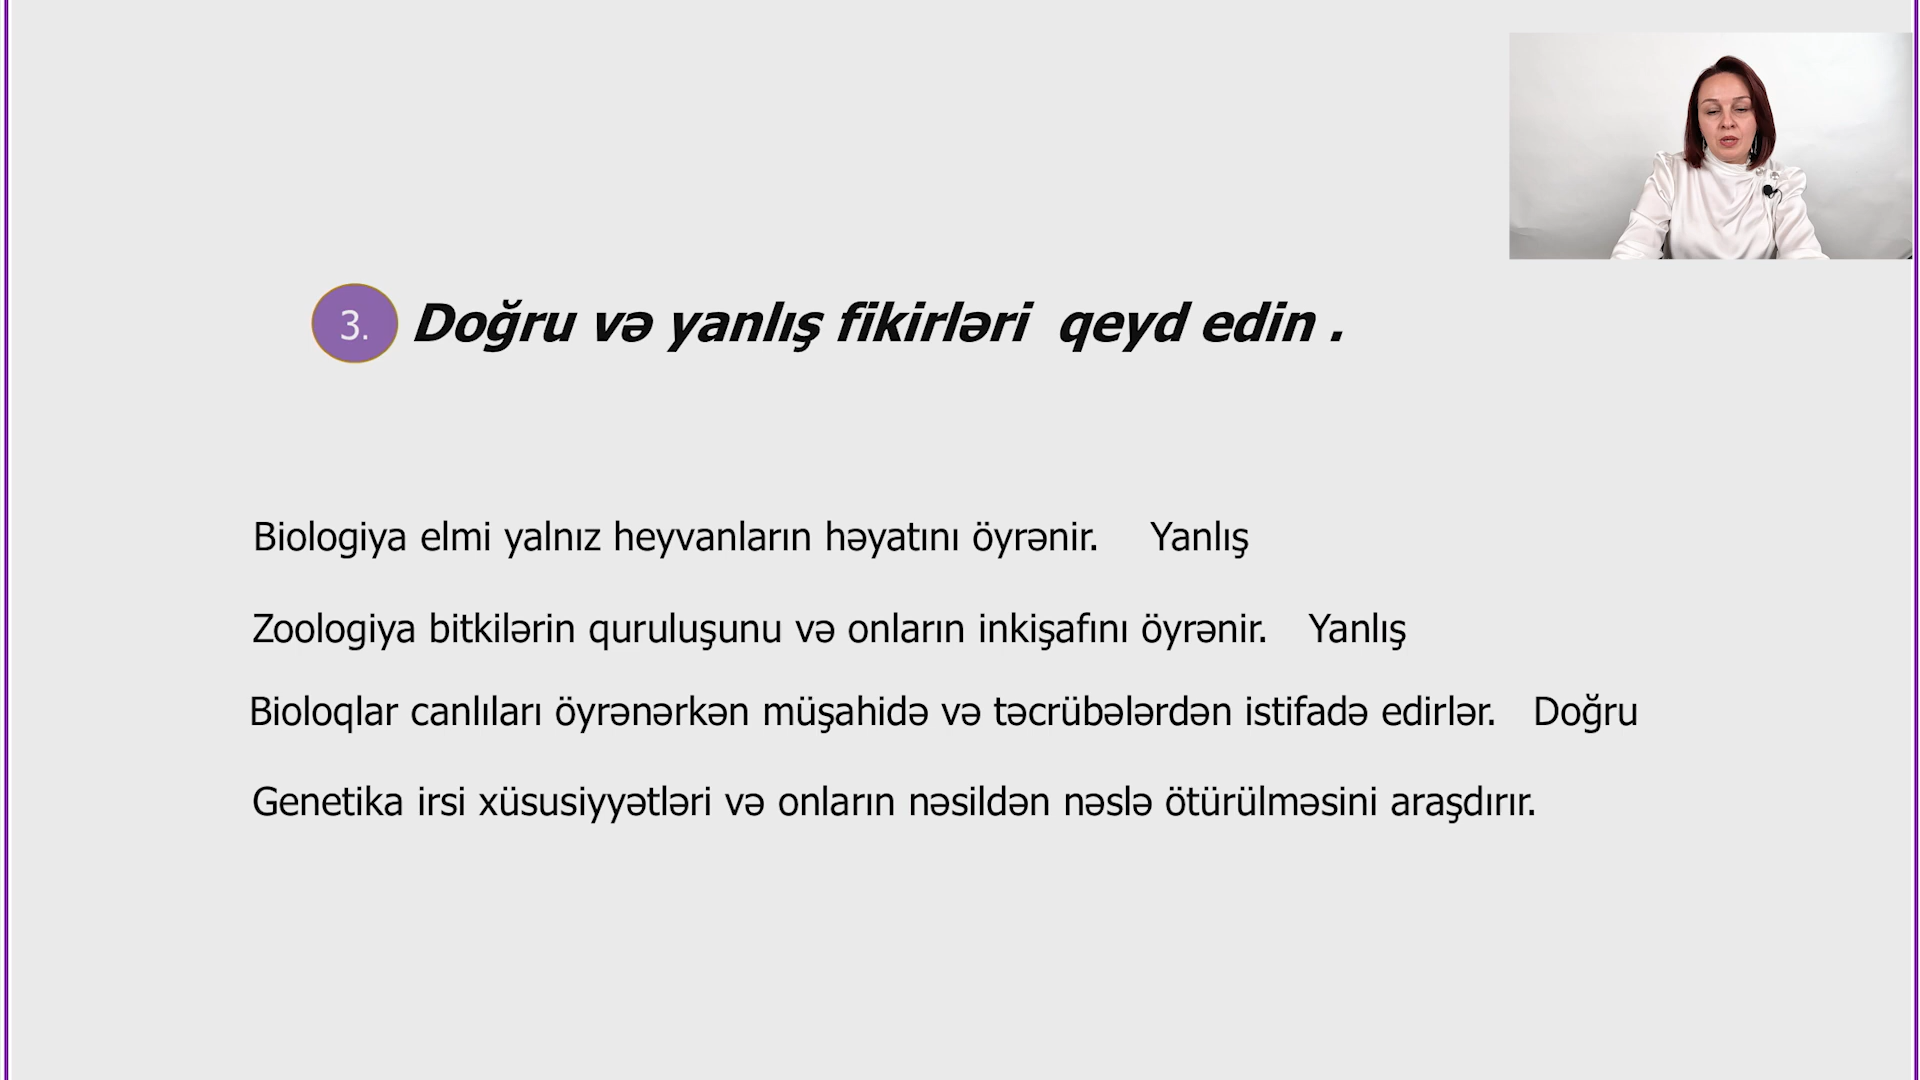 3. Doğru və yanlış fikirləri qeyd edin .
Biologiya elmi yalnız heyvanların həyatını öyrənir. Yanlış
Zoologiya bitkilərin quruluşunu və onların inkişafını öyrənir. Yanlış
Bioloqlar canlıları öyrənərkən müşahidə və təcrübələrdən istifadə edirlər. Doğru
Genetika irsi xüsusiyyətləri və onların nəsildən nəslə ötürülməsini araşdırır.